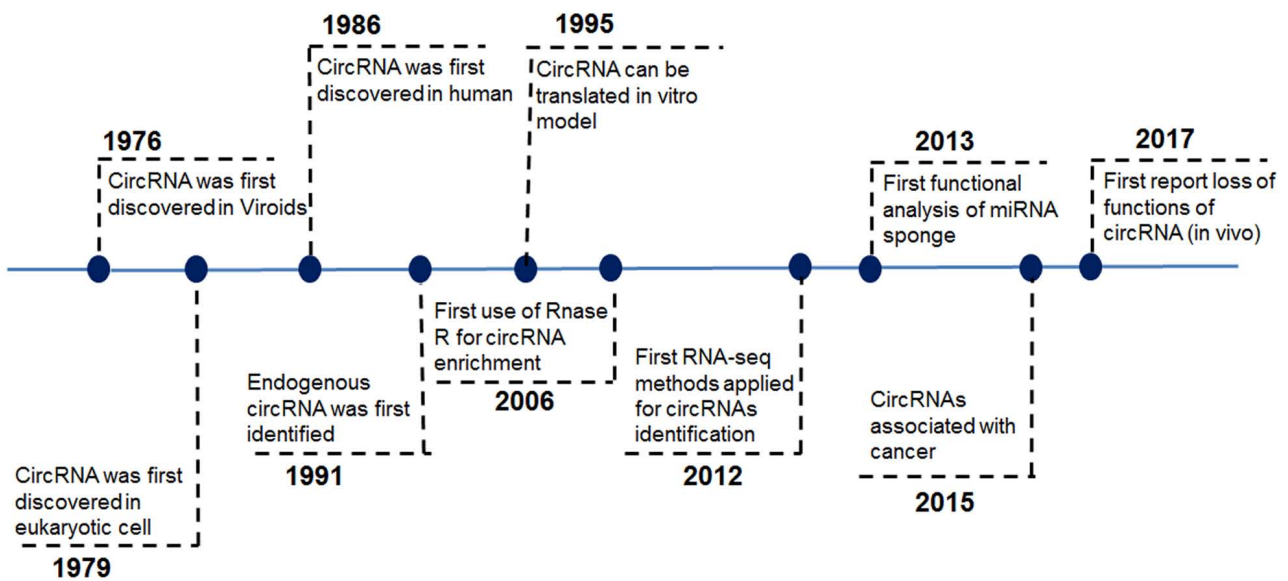 1986
CircRNA was first
discovered in human
1995
CircRNA can be
translated in vitro
model
1976
CircRNA was first
discovered in Viroids
2013
First functional
analysis of miRNA
sponge
2017
First report loss of
functions of
circRNA (in vivo)
CircRNA was first
discovered in
eukaryotic cell
1979
Endogenous
circRNA was first
identified
1991
First use of Rnase
R for circRNA
enrichment
2006
First RNA-seq
methods applied
for circRNAs
identification
2012
CircRNAs
associated with
cancer
2015